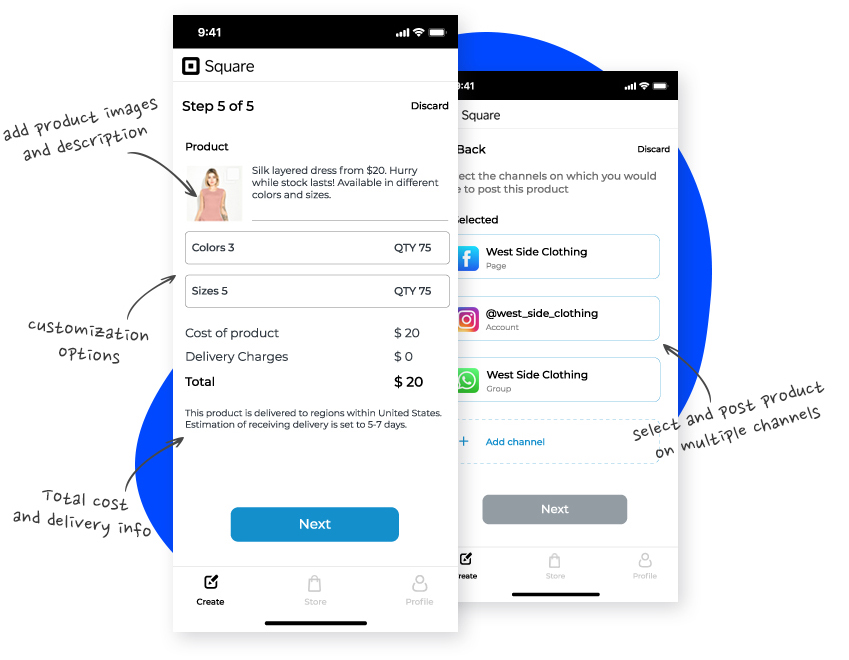 9:41
Square
Step 5 of 5
Discard
add product images
and description
Product
Silk layered dress from $20. Hurry
while stock lasts! Available in different
colors and sizes.
Colors 3 QTY 75
Sizes 5 QTY 75
customization
options
Cost of product $ 20
Delivery Charges $ 0
Total $ 20
This product is delivered to regions within United States.
Estimation of receiving delivery is set to 5-7 days.
Total cost
and delivery info
Next
Create Store Profile
9:41
Square
Back
Discard
ect the channels on which you would
e to post this product
elected
West Side Clothing
Page
@west_side_clothing
Account
West Side Clothing
Group
select and post product
on multiple channels
+ Add channel
Next
reate Store Profile